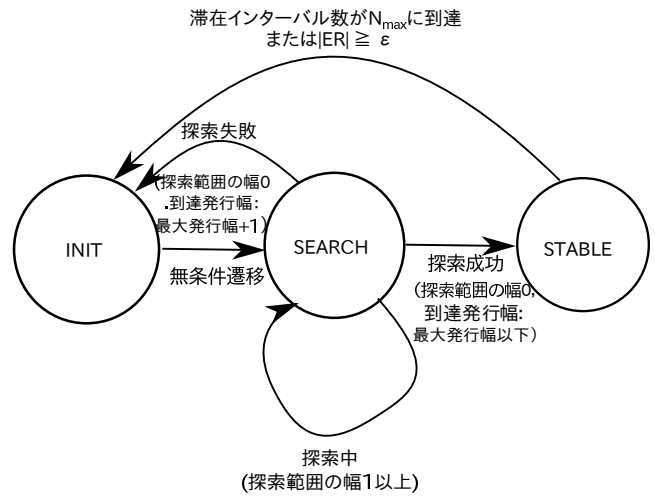 滞在インターバル数がNmaxに到達
または|ER| ≧ ε
探索失敗
(探索範囲の幅0
.到達発行幅:
最大発行幅+1)
INIT
SEARCH
STABLE
無条件遷移
探索成功
(探索範囲の幅0,
到達発行幅:
最大発行幅以下)
探索中
(探索範囲の幅1以上)